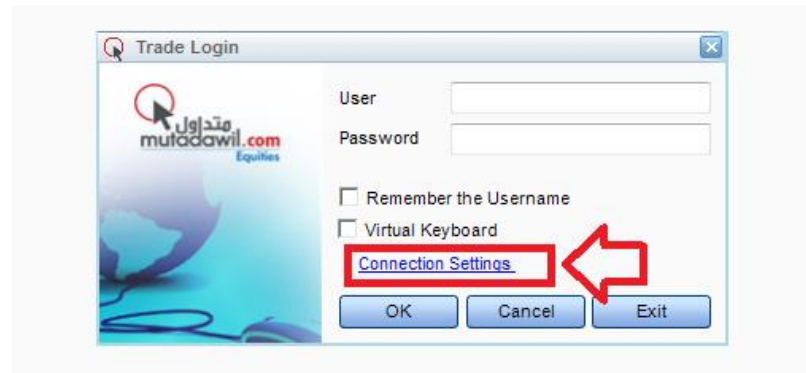 Trade Login
متداول
mutadawil.com
Equities
User
Password
Remember the Username
Virtual Keyboard
Connection Settings
OK
Cancel
Exit